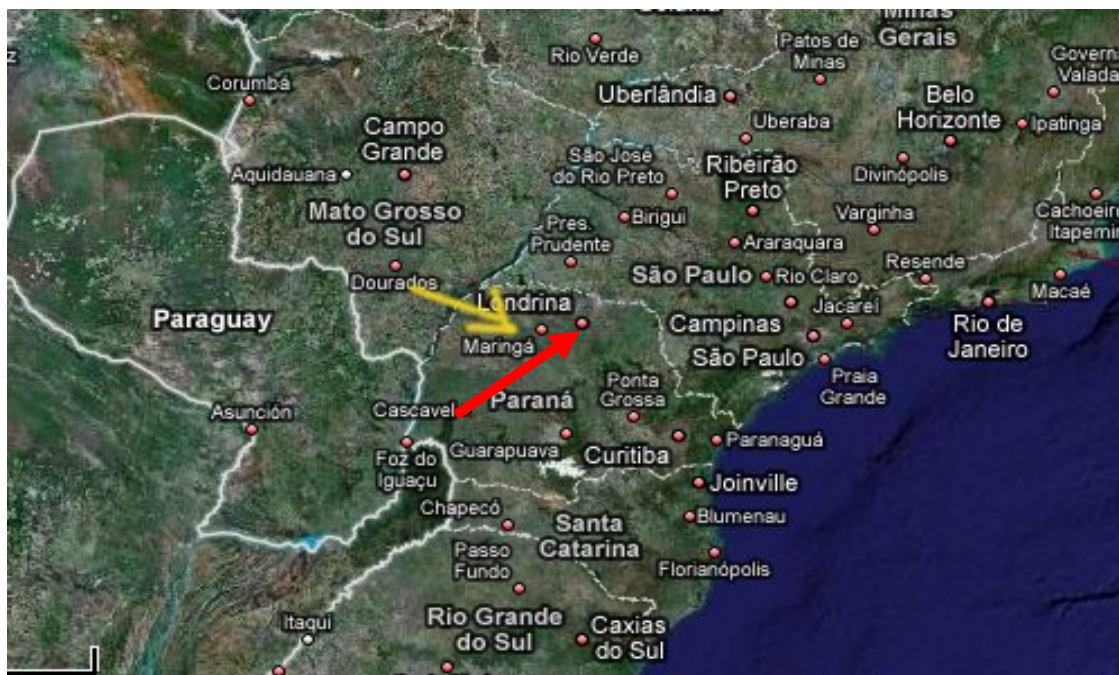 Rio Verde
Patos de
Minas
Minas
Gerais
Corumbá
Uberlândia
Belo
Horizonte
Ipatinga
Campo
Grande
Uberaba
Aquidauana
São José
do Rio Preto
Ribeirão
Preto
Divinópolis
Mato Grosso
do Sul
Birigui
Varginha
Pres.
Prudente
Araraquara
São Paulo
Rio Claro
Resende
Dourados
Londrina
Jacareí
Macaé
Paraguay
Maringá
Campinas
São Paulo
Rio de
Janeiro
Praia
Grande
Asunción
Cascavel
Paraná
Ponta
Grossa
Foz do
Iguaçu
Guarapuava
Curitiba
Paranaguá
Joinville
Chapecó
Santa
Catarina
Blumenau
Passo
Fundo
Florianópolis
Itaqui
Rio Grande
do Sul
Caxias
do Sul